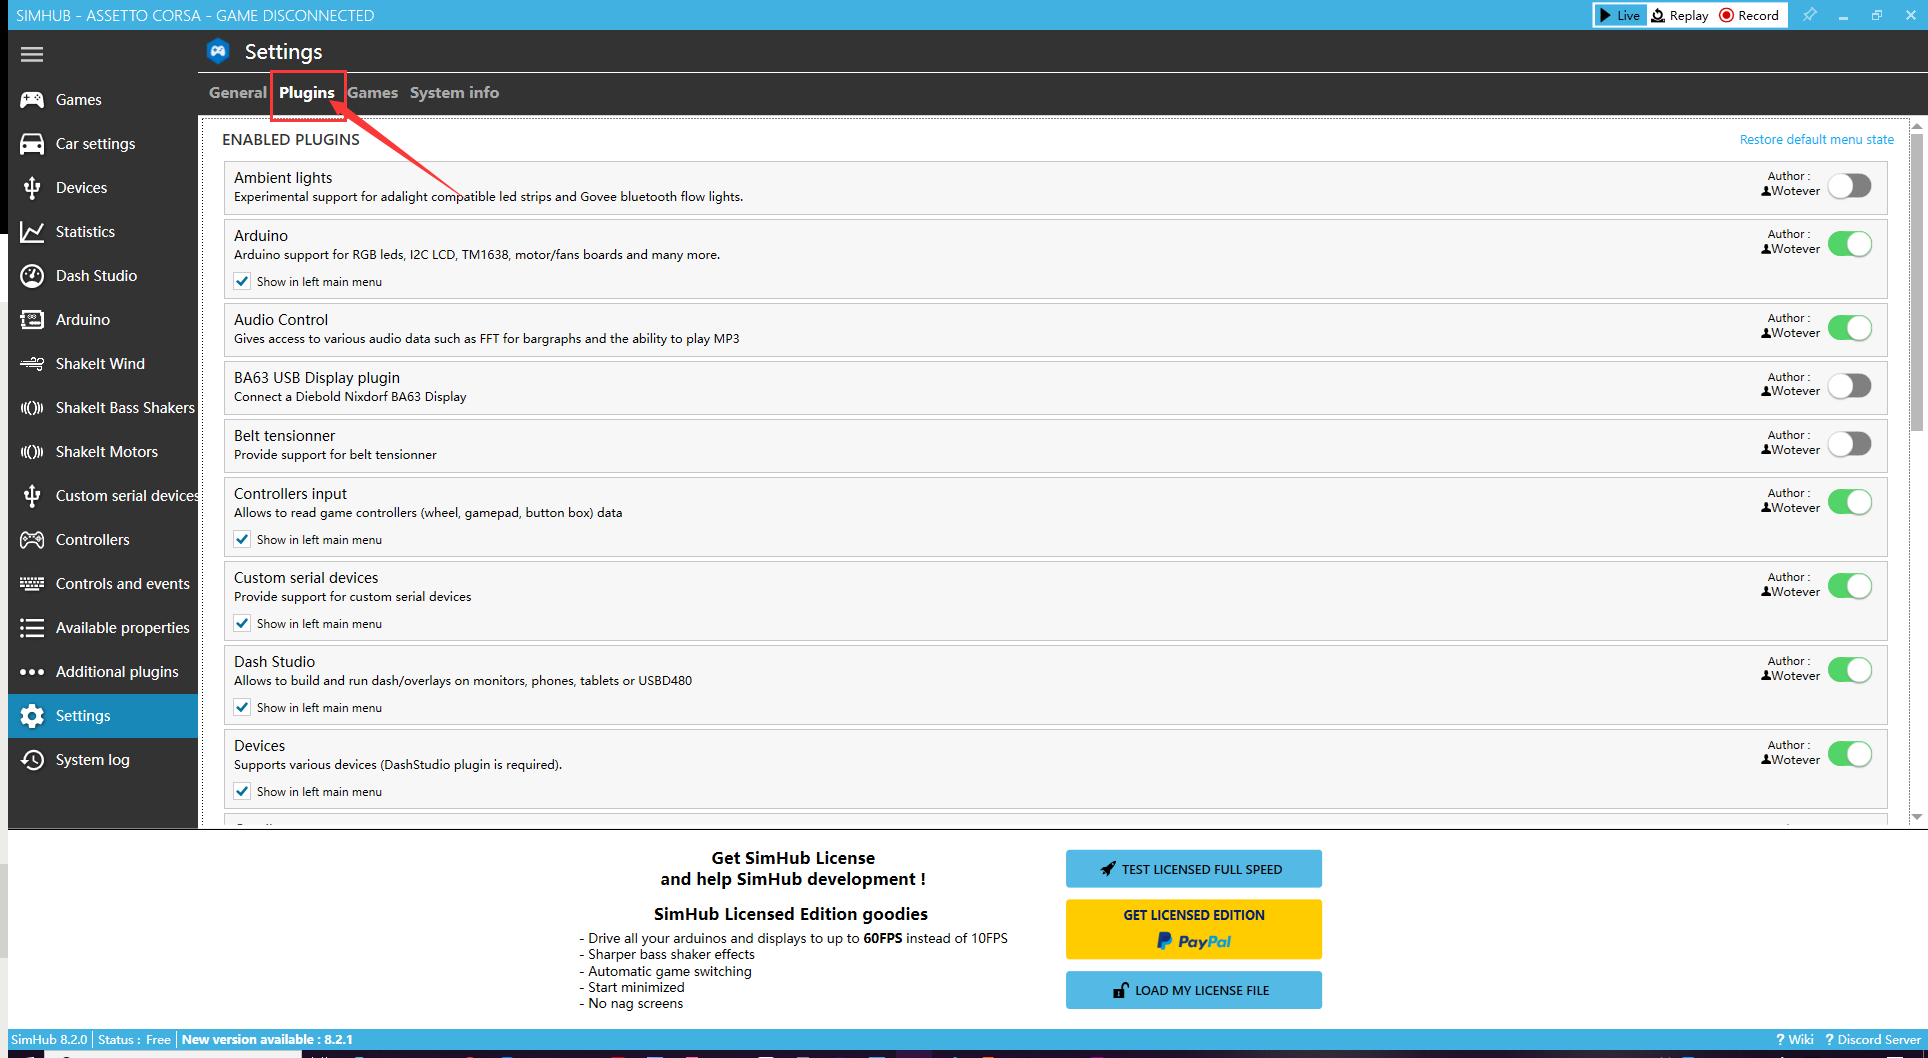 SIMHUB - ASSETTO CORSA - GAME DISCONNECTED
Live Replay Record
Settings
General Plugins Games System info
Games
Car settings
Devices
Statistics
Dash Studio
Arduino
ShakeIt Wind
ShakeIt Bass Shakers
ShakeIt Motors
Custom serial devices
Controllers
Controls and events
Available properties
Additional plugins
Settings
System log
ENABLED PLUGINS
Restore default menu state
Ambient lights
Experimental support for adalight compatible led strips and Govee bluetooth flow lights.
Author :
Wotever
Arduino
Arduino support for RGB leds, I2C LCD, TM1638, motor/fans boards and many more.
Show in left main menu
Author :
Wotever
Audio Control
Gives access to various audio data such as FFT for bargraphs and the ability to play MP3
Author :
Wotever
BA63 USB Display plugin
Connect a Diebold Nixdorf BA63 Display
Author :
Wotever
Belt tensionner
Provide support for belt tensionner
Author :
Wotever
Controllers input
Allows to read game controllers (wheel, gamepad, button box) data
Show in left main menu
Author :
Wotever
Custom serial devices
Provide support for custom serial devices
Show in left main menu
Author :
Wotever
Dash Studio
Allows to build and run dash/overlays on monitors, phones, tablets or USBD480
Show in left main menu
Author :
Wotever
Devices
Supports various devices (DashStudio plugin is required).
Show in left main menu
Author :
Wotever
Get SimHub License
and help SimHub development !
SimHub Licensed Edition goodies
- Drive all your arduinos and displays to up to 60FPS instead of 10FPS
- Sharper bass shaker effects
- Automatic game switching
- Start minimized
- No nag screens
TEST LICENSED FULL SPEED
GET LICENSED EDITION
PayPal
LOAD MY LICENSE FILE
SimHub 8.2.0 Status : Free New version available : 8.2.1
? Wiki ? Discord Server